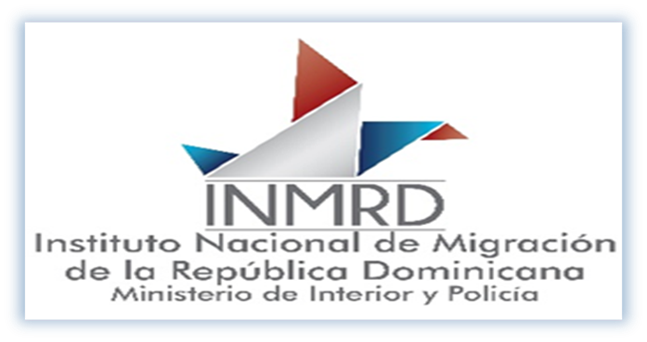 INMRD
Instituto Nacional de Migración
de la República Dominicana
Ministerio de Interior y Policía